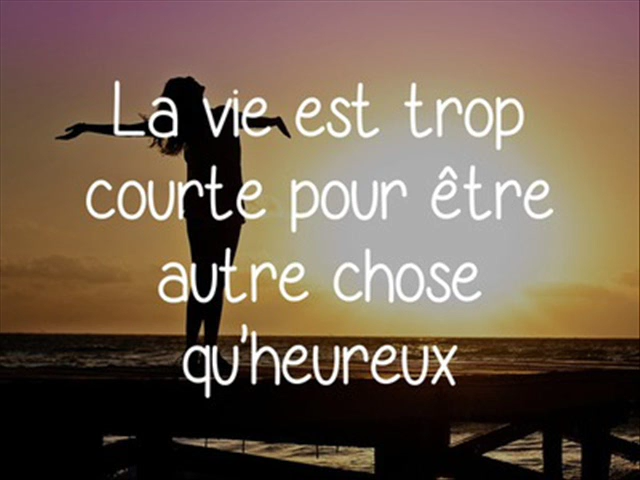 La vie est trop
courte pour être
autre chose
qu'heureux